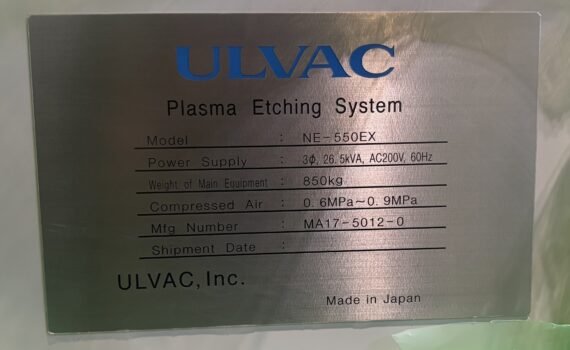 ULVAC
Plasma Etching System
Model : NE-550EX
Power Supply : 3Φ, 26.5kVA, AC200V, 60Hz
Weight of Main Equipment : 850kg
Compressed Air : 0.6MPa~0.9MPa
Mfg Number : MA17-5012-0
Shipment Date :
ULVAC, Inc.
Made in Japan